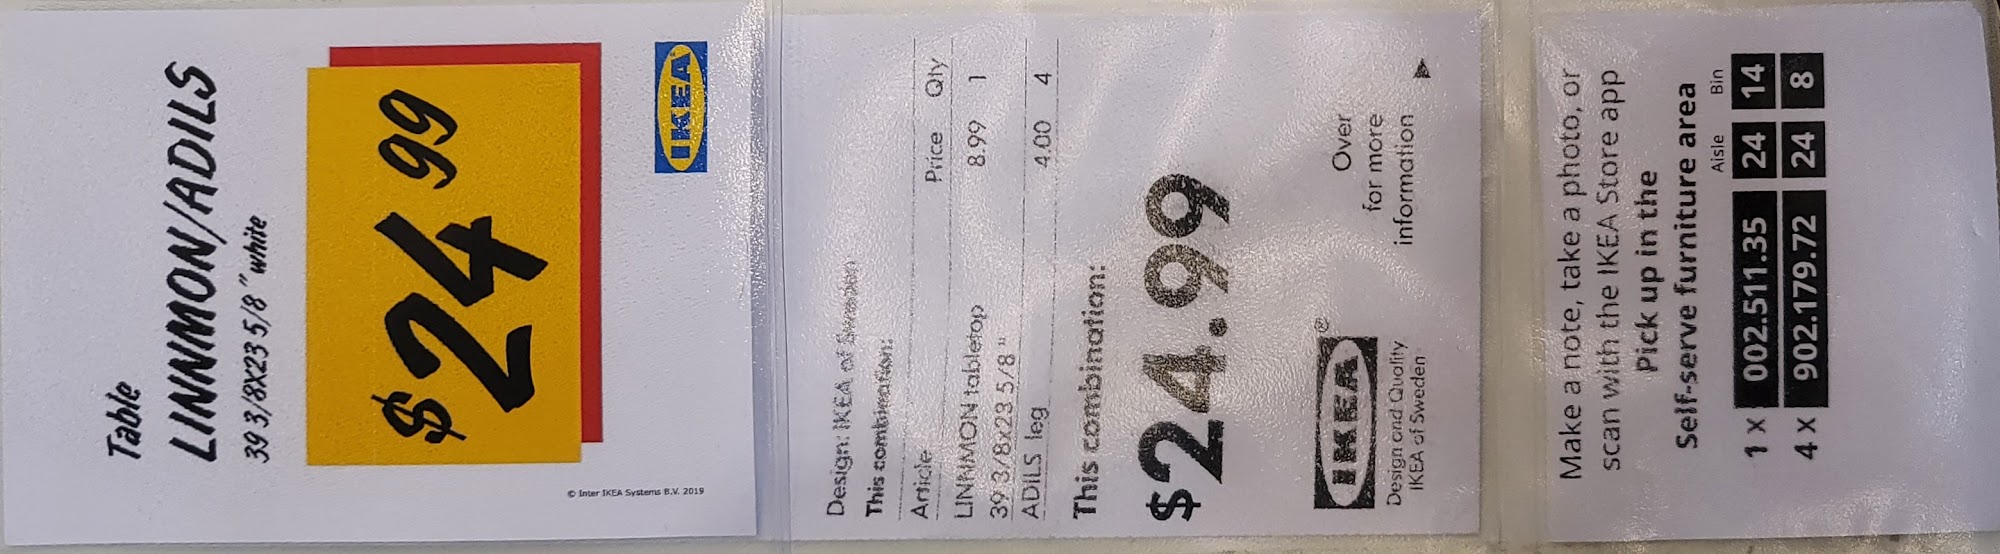 Table
LINNMON/ADILS
39 3/8X23 5/8" white
$24 99
IKEA
© Inter IKEA Systems B.V. 2019
Design: IKEA of Sweden
This combination:
Article Price Qty
LINNMON tabletop 8.99 1
39 3/8x23 5/8 "
ADILS leg 4.00 4
This combination:
$24.99
IKEA ®
Design and Quality
IKEA of Sweden
Over
for more
information
Make a note, take a photo, or
scan with the IKEA Store app
Pick up in the
Self-serve furniture area
Aisle Bin
1 X 002.511.35 24 14
4 X 902.179.72 24 8